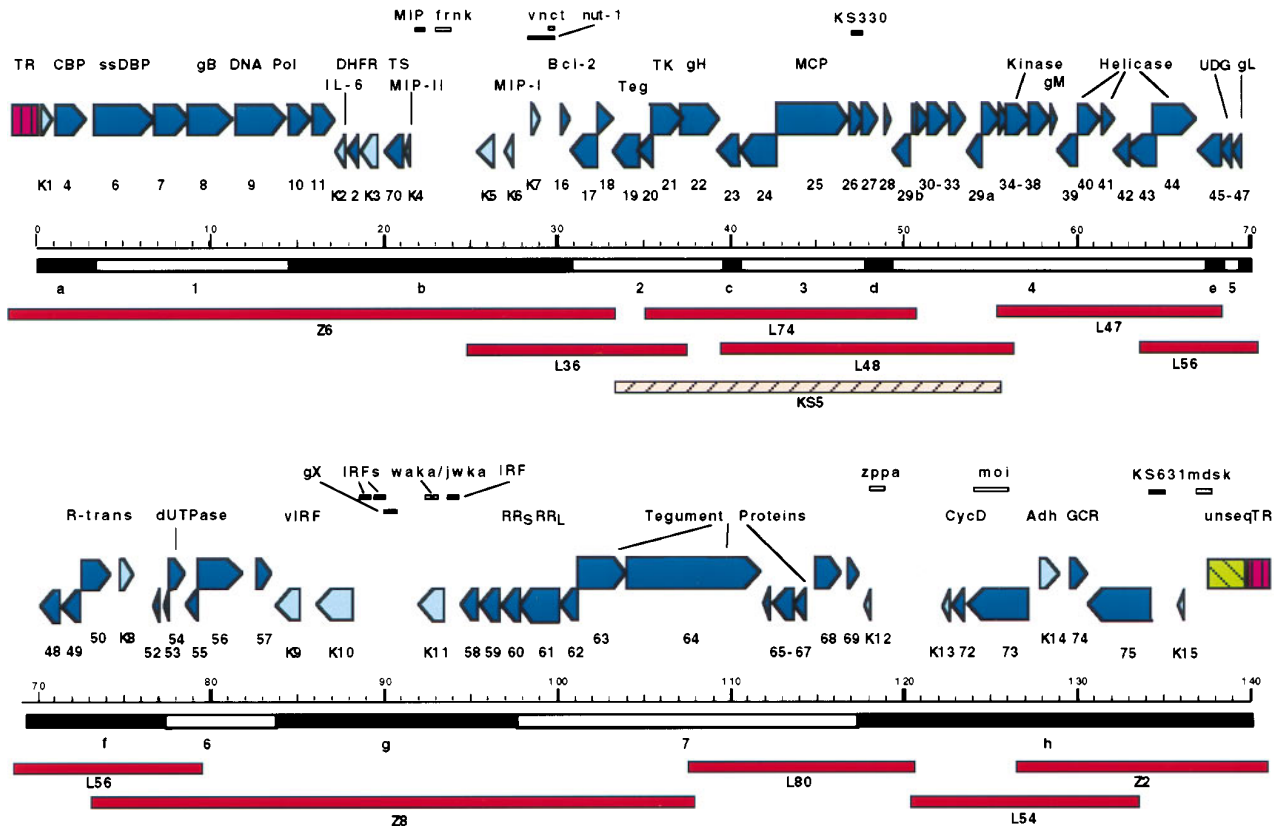 MIP frnk vnct nut-1 KS330
TR CBP ssDBP gB DNA Pol DHFR TS Bcl-2 TK gH MCP Kinase Helicase UDG gL
IL-6 MIP-II MIP-I Teg gM
K1 4 6 7 8 9 10 11 K2 2 K3 70 K4 K5 K6 K7 16 17 18 19 20 21 22 23 24 25 26 27 28 29b 30-33 29a 34-38 39 40 41 42 43 44 45-47
0 10 20 30 40 50 60 70
a 1 b 2 c 3 d 4 e 5
Z6 L74 L47
L36 L48 L56
KS5
gX IRFs waka/jwka IRF zppa moi KS631 mdsk
R-trans dUTPase vIRF RRS RRL Tegument Proteins CycD Adh GCR unseq TR
48 49 50 K8 52 53 54 55 56 57 K9 K10 K11 58 59 60 61 62 63 64 65-67 68 69 K12 K13 72 73 K14 74 75 K15
70 80 90 100 110 120 130 140
f 6 g 7 h
L56 L80 Z2
Z8 L54